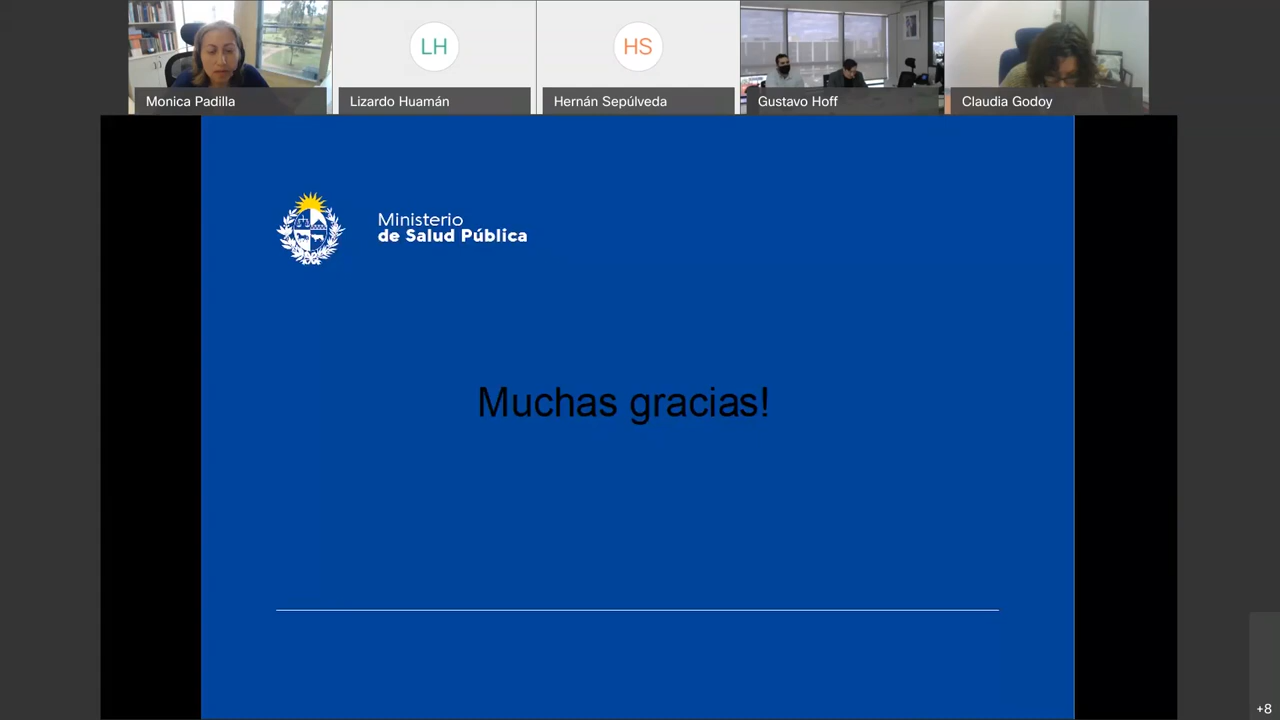 LH
HS
Monica Padilla
Lizardo Huamán
Hernán Sepúlveda
Gustavo Hoff
Claudia Godoy
Ministerio
de Salud Pública
Muchas gracias!
+8